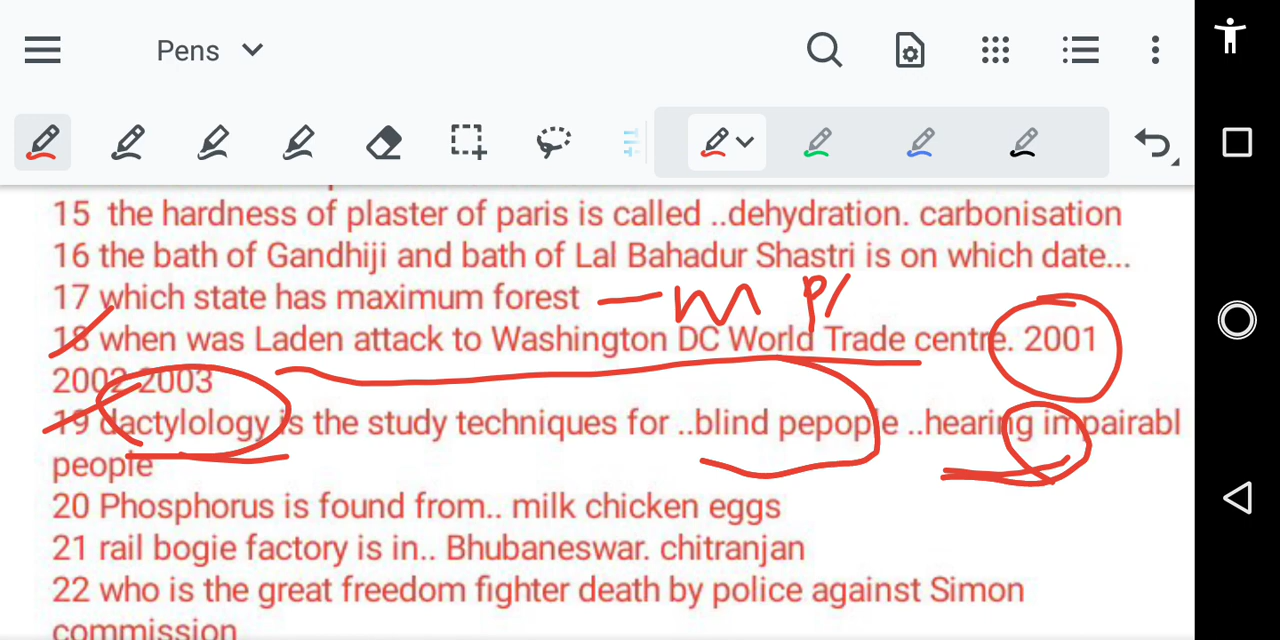 Pens
15 the hardness of plaster of paris is called ..dehydration. carbonisation
16 the bath of Gandhiji and bath of Lal Bahadur Shastri is on which date...
17 which state has maximum forest — M P/
18 when was Laden attack to Washington DC World Trade centre. 2001
2002 2003
19 dactylology is the study techniques for ..blind pepople ..hearing impairabl
people
20 Phosphorus is found from.. milk chicken eggs
21 rail bogie factory is in.. Bhubaneswar. chitranjan
22 who is the great freedom fighter death by police against Simon
commission